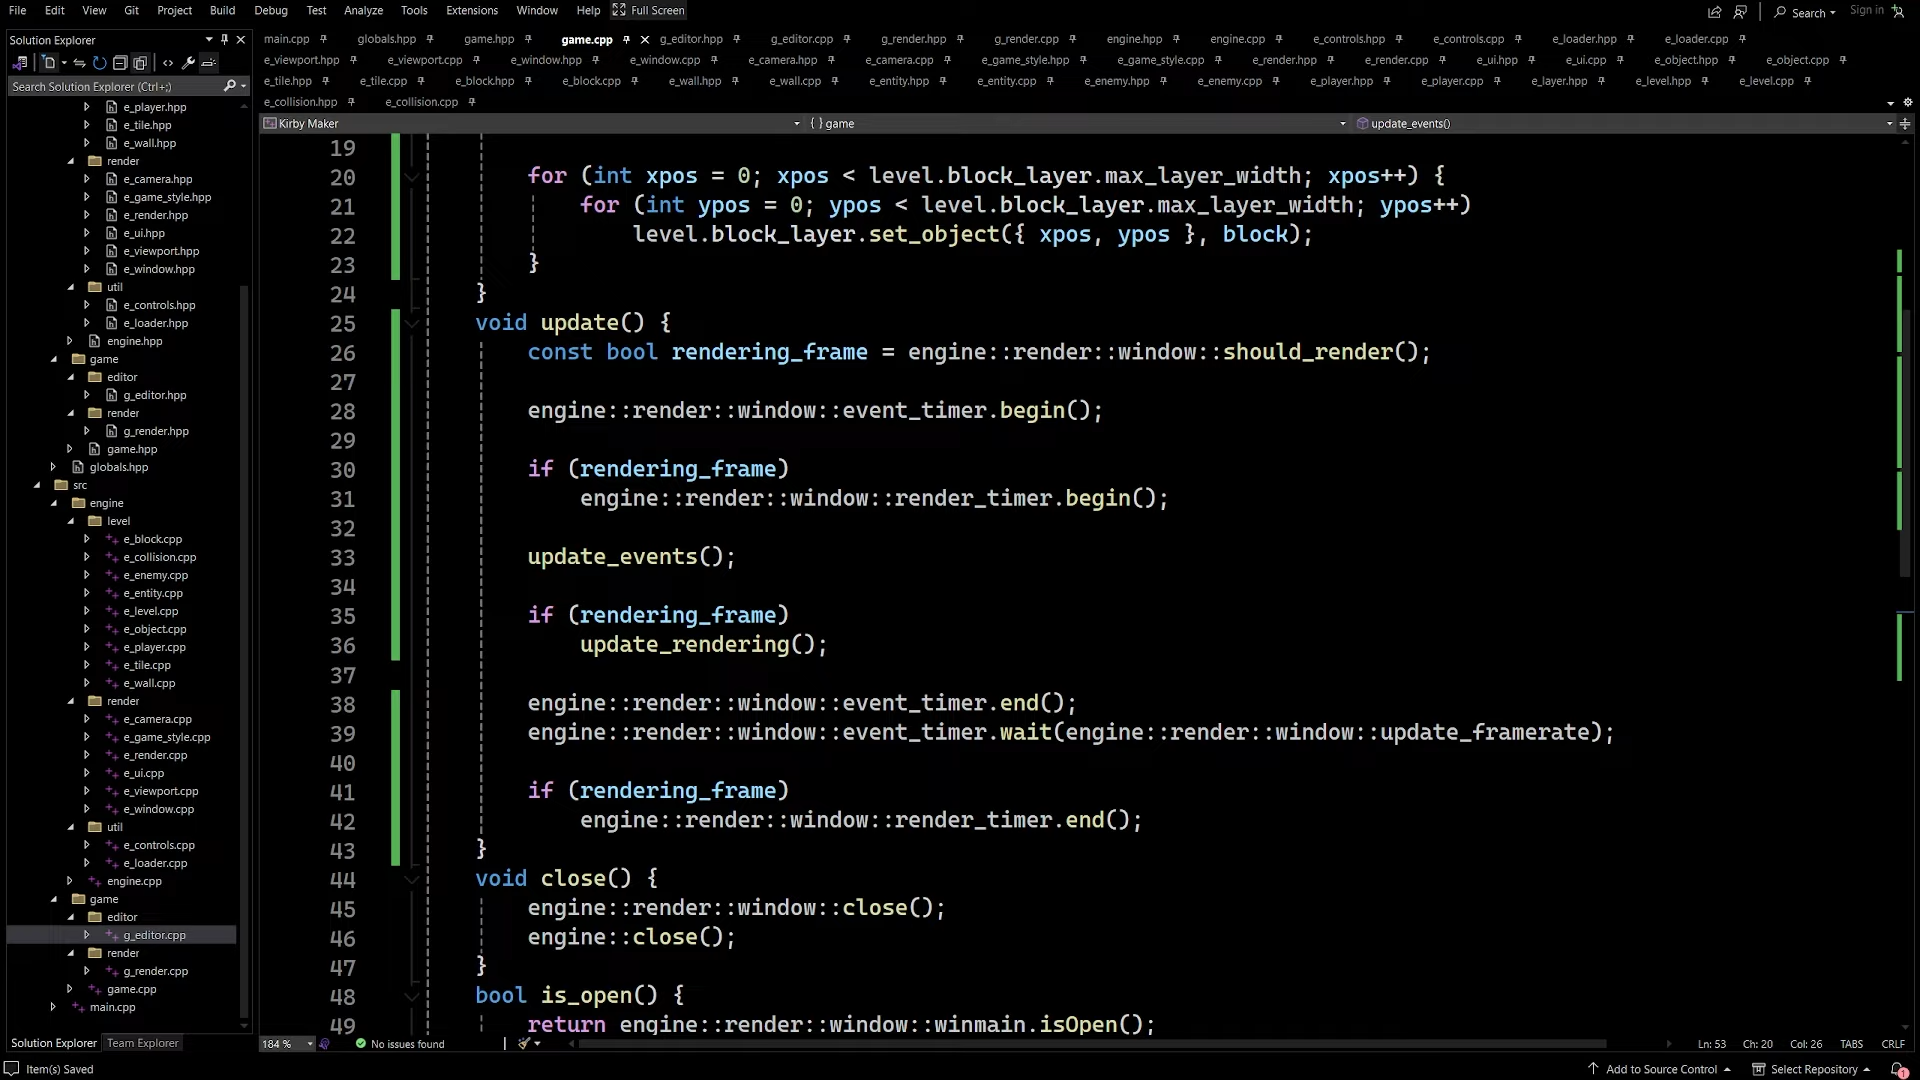 File Edit View Git Project Build Debug Test Analyze Tools Extensions Window Help Full Screen Search Sign in
Solution Explorer
Search Solution Explorer (Ctrl+;)
e_player.hpp
e_tile.hpp
e_wall.hpp
render
e_camera.hpp
e_game_style.hpp
e_render.hpp
e_ui.hpp
e_viewport.hpp
e_window.hpp
util
e_controls.hpp
e_loader.hpp
engine.hpp
game
editor
g_editor.hpp
render
g_render.hpp
game.hpp
globals.hpp
src
engine
level
e_block.cpp
e_collision.cpp
e_enemy.cpp
e_entity.cpp
e_level.cpp
e_object.cpp
e_player.cpp
e_tile.cpp
e_wall.cpp
render
e_camera.cpp
e_game_style.cpp
e_render.cpp
e_ui.cpp
e_viewport.cpp
e_window.cpp
util
e_controls.cpp
e_loader.cpp
engine.cpp
game
editor
g_editor.cpp
render
g_render.cpp
game.cpp
main.cpp
Solution Explorer Team Explorer
main.cpp globals.hpp game.hpp game.cpp g_editor.hpp g_editor.cpp g_render.hpp g_render.cpp engine.hpp engine.cpp e_controls.hpp e_controls.cpp e_loader.hpp e_loader.cpp
e_viewport.hpp e_viewport.cpp e_window.hpp e_window.cpp e_camera.hpp e_camera.cpp e_game_style.hpp e_game_style.cpp e_render.hpp e_render.cpp e_ui.hpp e_ui.cpp e_object.hpp e_object.cpp
e_tile.hpp e_tile.cpp e_block.hpp e_block.cpp e_wall.hpp e_wall.cpp e_entity.hpp e_entity.cpp e_enemy.hpp e_enemy.cpp e_player.hpp e_player.cpp e_layer.hpp e_level.hpp e_level.cpp
e_collision.hpp e_collision.cpp
Kirby Maker { } game update_events()
19
20 for (int xpos = 0; xpos < level.block_layer.max_layer_width; xpos++) {
21 for (int ypos = 0; ypos < level.block_layer.max_layer_width; ypos++)
22 level.block_layer.set_object({ xpos, ypos }, block);
23 }
24 }
25 void update() {
26 const bool rendering_frame = engine::render::window::should_render();
27
28 engine::render::window::event_timer.begin();
29
30 if (rendering_frame)
31 engine::render::window::render_timer.begin();
32
33 update_events();
34
35 if (rendering_frame)
36 update_rendering();
37
38 engine::render::window::event_timer.end();
39 engine::render::window::event_timer.wait(engine::render::window::update_framerate);
40
41 if (rendering_frame)
42 engine::render::window::render_timer.end();
43 }
44 void close() {
45 engine::render::window::close();
46 engine::close();
47 }
48 bool is_open() {
49 return engine::render::window::winmain.isOpen();
184 % No issues found Ln: 53 Ch: 20 Col: 26 TABS CRLF
Item(s) Saved Add to Source Control Select Repository 1